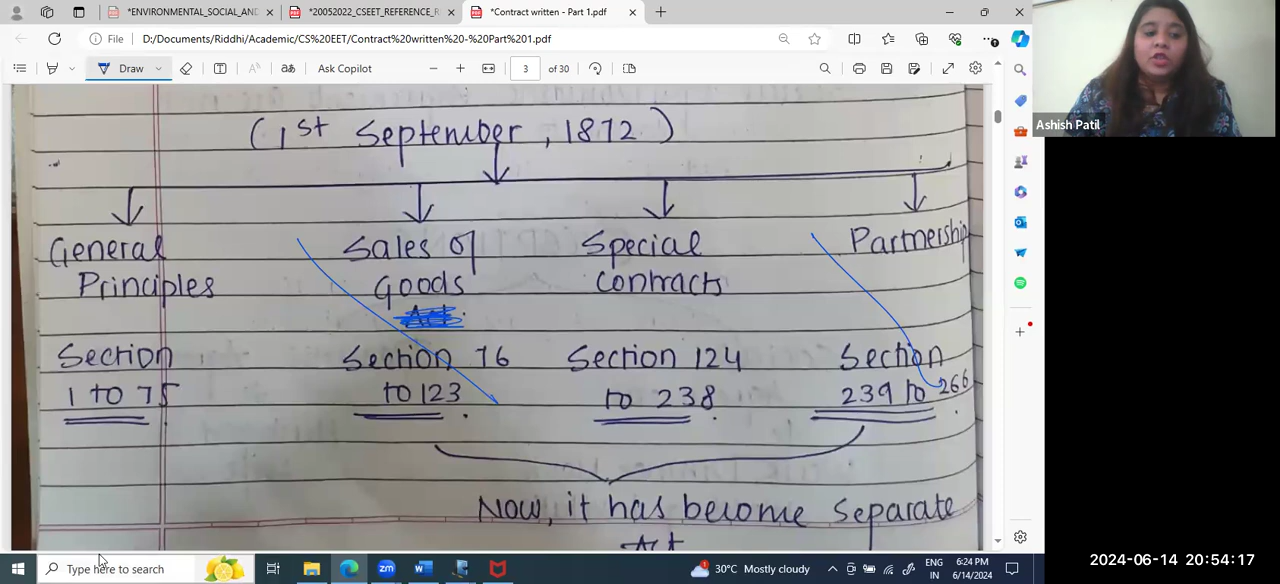 *ENVIRONMENTAL_SOCIAL_AND_
*20052022_CSEET_REFERENCE_R
*Contract written - Part 1.pdf
File D:/Documents/Riddhi/Academic/CS%20EET/Contract%20written%20-%20Part%201.pdf
Draw
Ask Copilot
3 of 30
Ashish Patil
(1st September, 1872)
General Principles
Sales of Goods
Act
Special Contracts
Partnership
Section 1 to 75
Section 76 to 123
Section 124 to 238
Section 239 to 266
Now, it has become Separate
Act
Type here to search
30°C Mostly cloudy
ENG
IN
6:24 PM
6/14/2024
2024-06-14 20:54:17